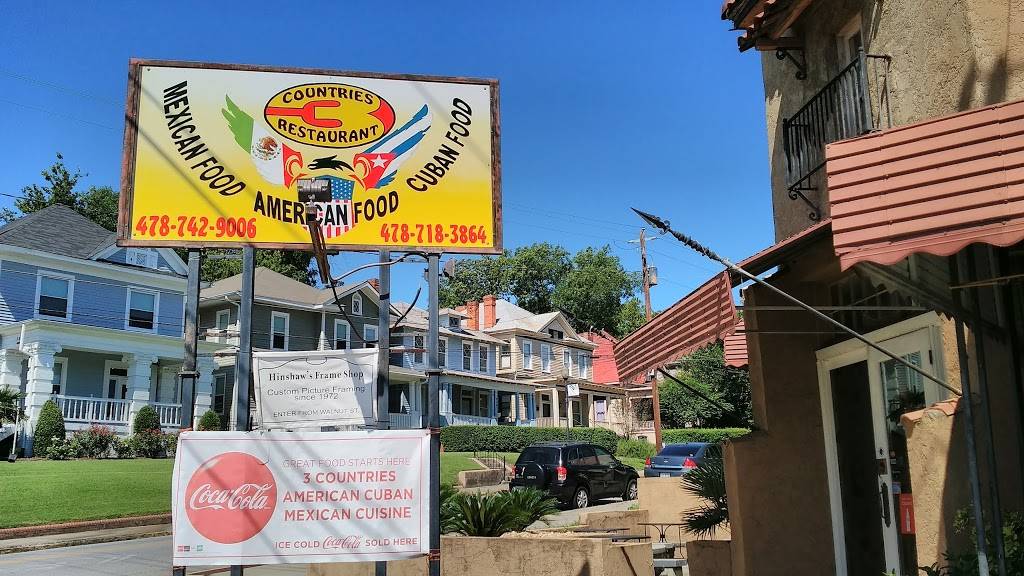 COUNTRIES
3
RESTAURANT
MEXICAN FOOD
AMERICAN FOOD
CUBAN FOOD
478-742-9006
478-718-3864
Hinshaw's Frame Shop
Custom Picture Framing
since 1972
ENTER FROM WALNUT ST.
Coca-Cola
GREAT FOOD STARTS HERE
3 COUNTRIES
AMERICAN CUBAN
MEXICAN CUISINE
ICE COLD Coca-Cola SOLD HERE